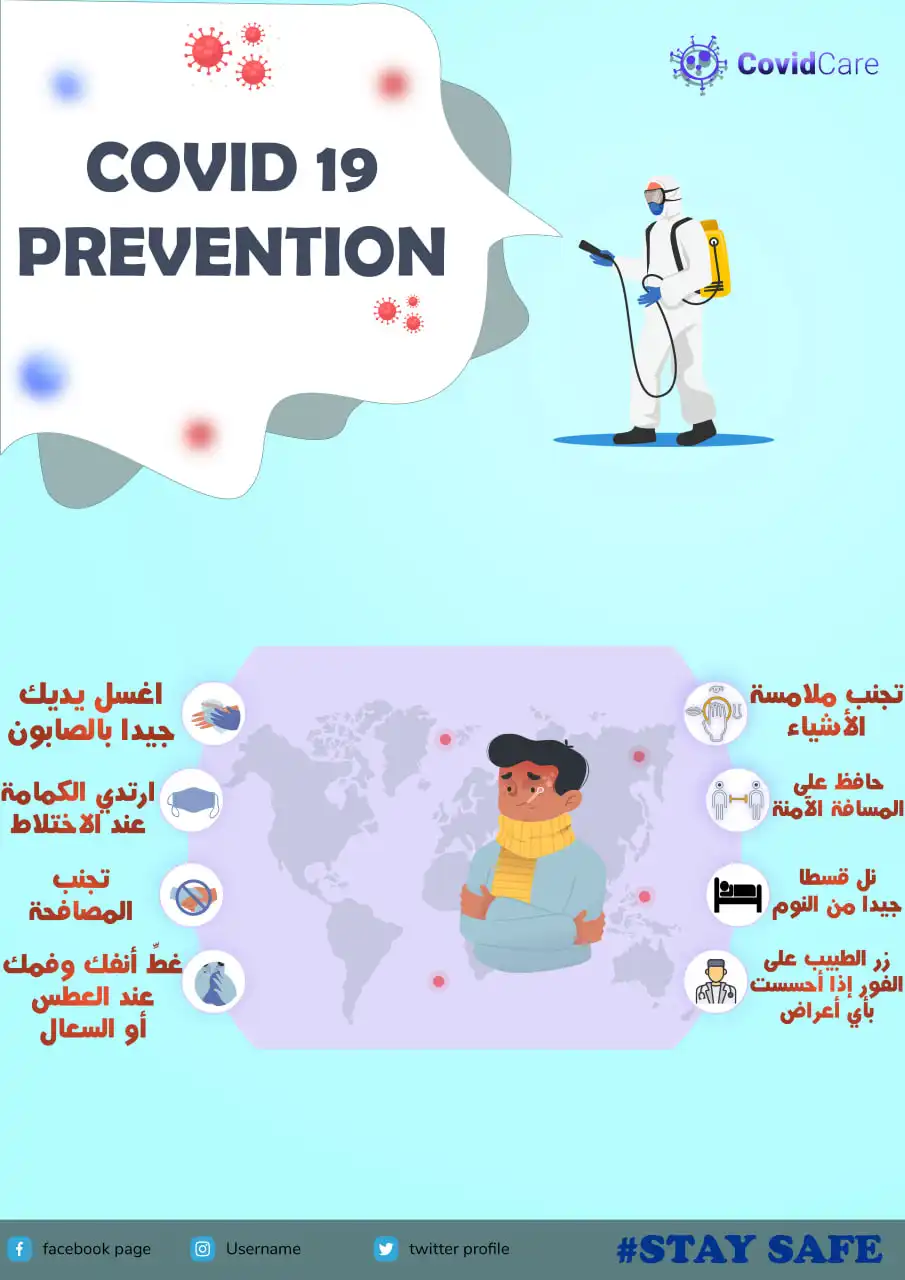 CovidCare
COVID 19
PREVENTION
تجنب ملامسة
الأشياء
حافظ على
المسافة الآمنة
نل قسطا
جيدا من النوم
زر الطبيب على
الفور إذا أحسست
بأي أعراض
اغسل يديك
جيدا بالصابون
ارتدي الكمامة
عند الاختلاط
تجنب
المصافحة
غطِّ أنفك وفمك
عند العطس
أو السعال
facebook page
Username
twitter profile
#STAY SAFE